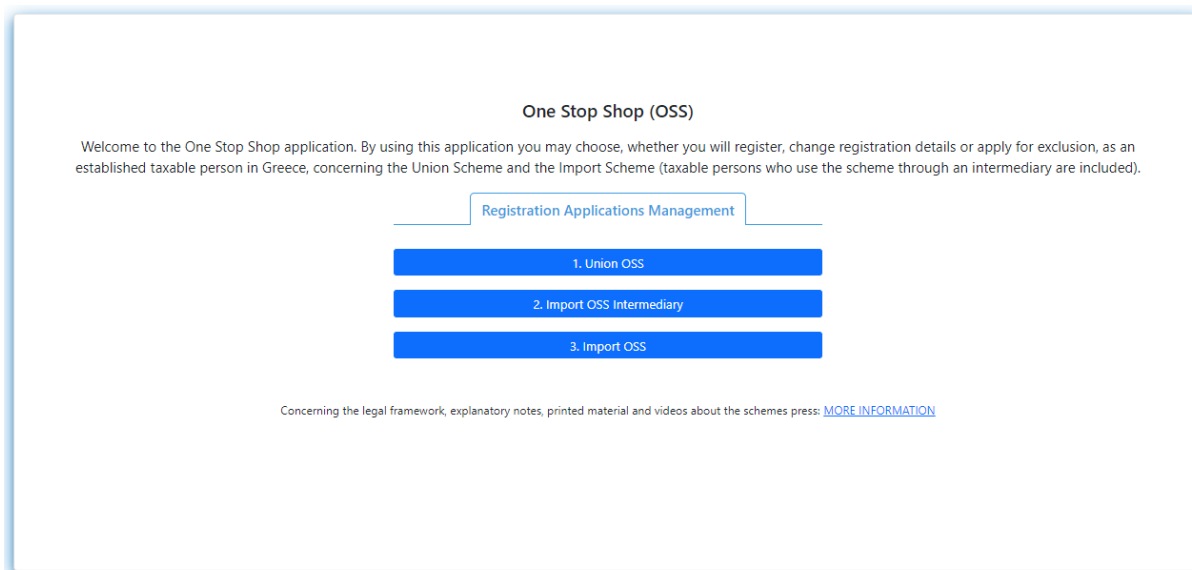 One Stop Shop (OSS)
Welcome to the One Stop Shop application. By using this application you may choose, whether you will register, change registration details or apply for exclusion, as an
established taxable person in Greece, concerning the Union Scheme and the Import Scheme (taxable persons who use the scheme through an intermediary are included).
Registration Applications Management
1. Union OSS
2. Import OSS Intermediary
3. Import OSS
Concerning the legal framework, explanatory notes, printed material and videos about the schemes press: MORE INFORMATION